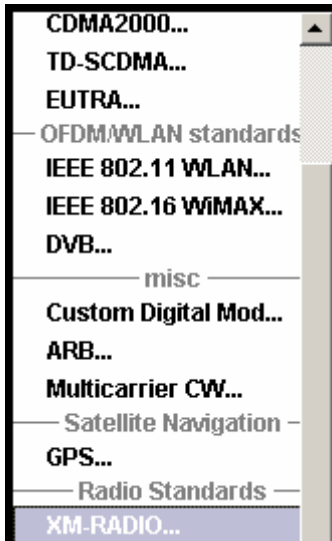 CDMA2000...
TD-SCDMA...
EUTRA...
OFDM/WLAN standards
IEEE 802.11 WLAN...
IEEE 802.16 WiMAX...
DVB...
misc
Custom Digital Mod...
ARB...
Multicarrier CW...
Satellite Navigation
GPS...
Radio Standards
XM-RADIO...